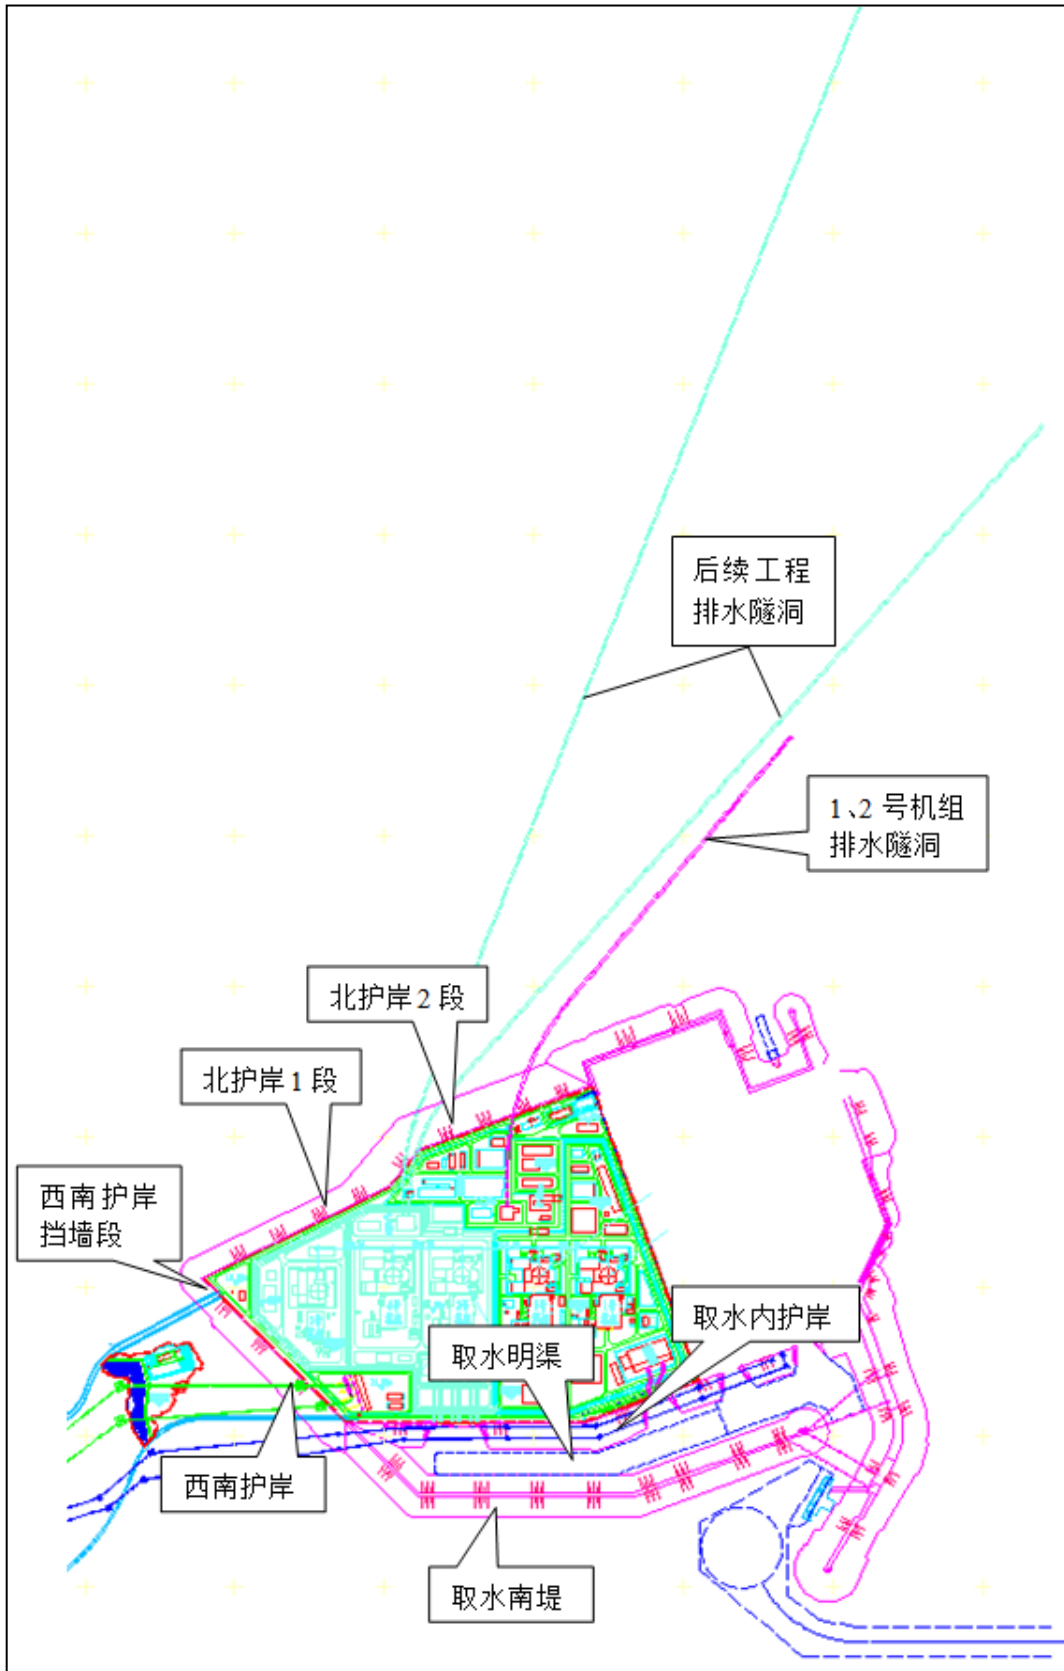 后续工程
排水隧洞
1、2 号机组
排水隧洞
北护岸 2 段
北护岸 1 段
西南护岸
挡墙段
取水内护岸
取水明渠
西南护岸
取水南堤